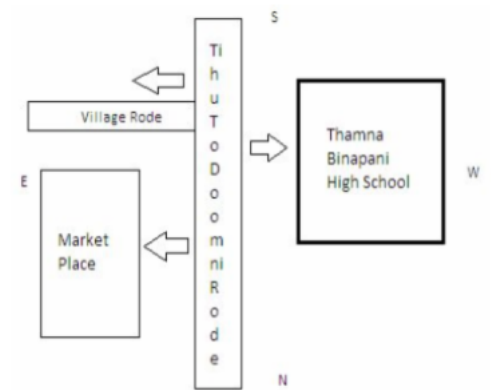 S
Ti
h
u
T
o
D
o
o
m
ni
R
o
d
e
Village Rode
Thamna
Binapani
High School
E
W
Market
Place
N